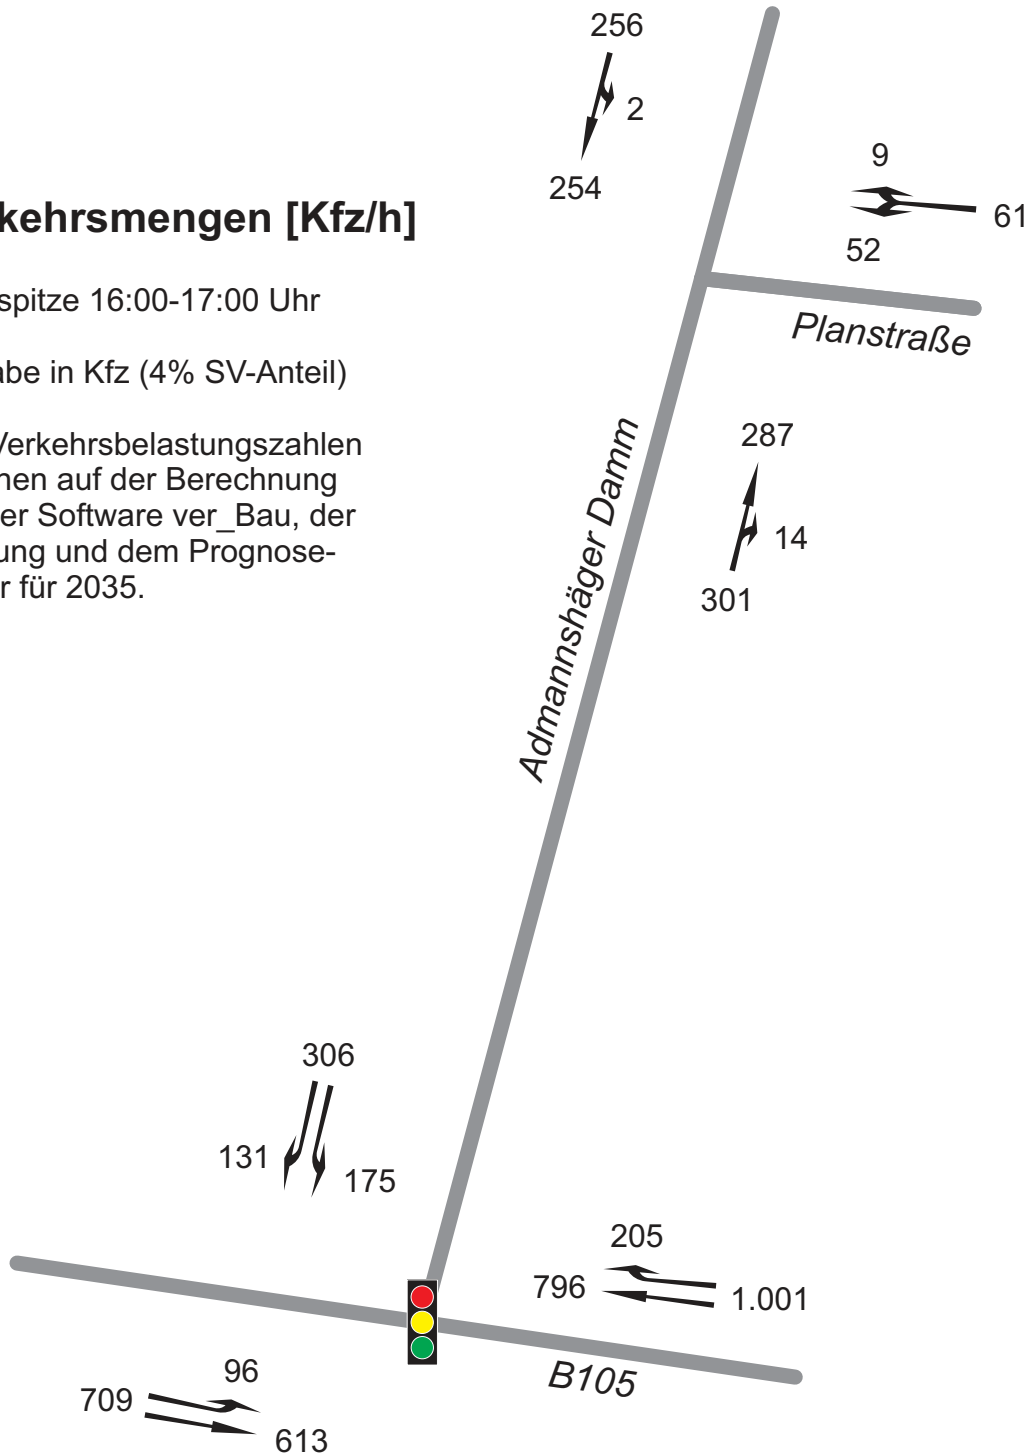 256
2
254
9
61
52
kehrsmengen [Kfz/h]
spitze 16:00-17:00 Uhr
abe in Kfz (4% SV-Anteil)
Verkehrsbelastungszahlen
nen auf der Berechnung
er Software ver_Bau, der
ung und dem Prognose-
r für 2035.
Planstraße
287
14
301
Admannshäger Damm
306
131
175
205
796
1.001
B105
96
709
613